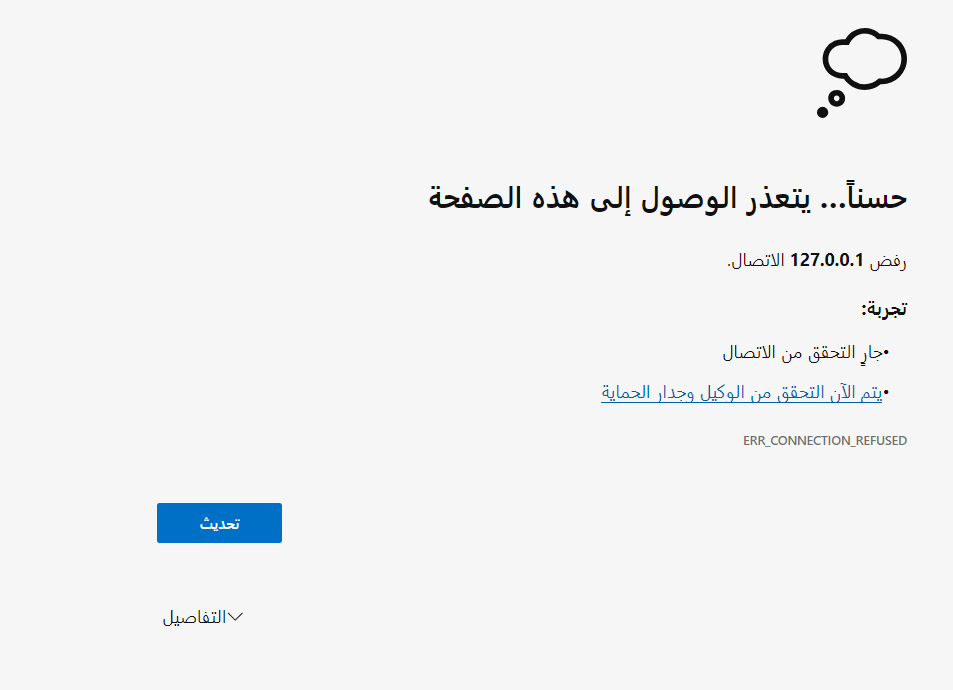 حسناً... يتعذر الوصول إلى هذه الصفحة
رفض 127.0.0.1 الاتصال.
تجربة:
•جارٍ التحقق من الاتصال
•يتم الآن التحقق من الوكيل وجدار الحماية
ERR_CONNECTION_REFUSED
تحديث
التفاصيل